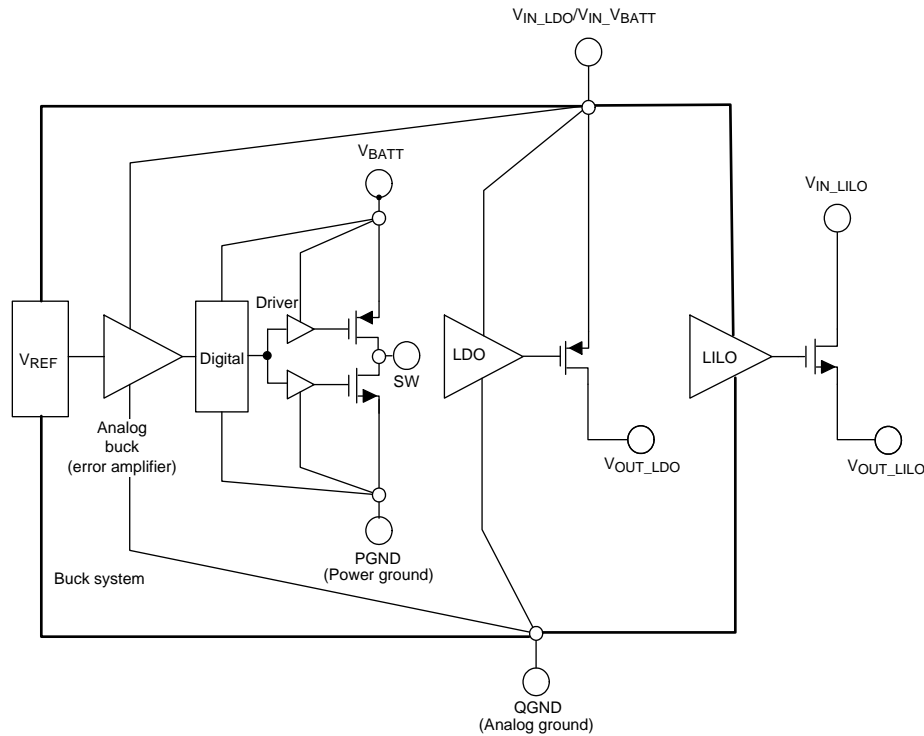 VIN_LDO/VIN_VBATT
VBATT
VIN_LILO
Driver
VREF
Digital
LDO
LILO
SW
Analog
buck
(error amplifier)
VOUT_LDO
VOUT_LILO
PGND
(Power ground)
Buck system
QGND
(Analog ground)